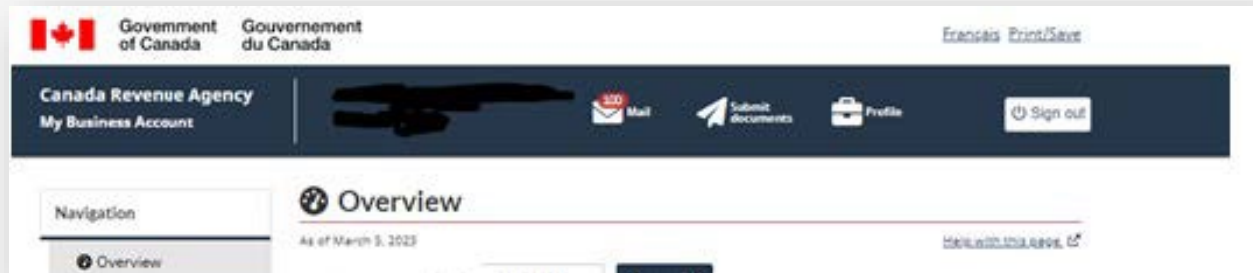 Government Gouvernement
of Canada du Canada
Français Print/Save
Canada Revenue Agency
My Business Account
100
Mail
Submit
documents
Profile
Sign out
Navigation
Overview
Overview
As of March 5, 2023
Help with this page.